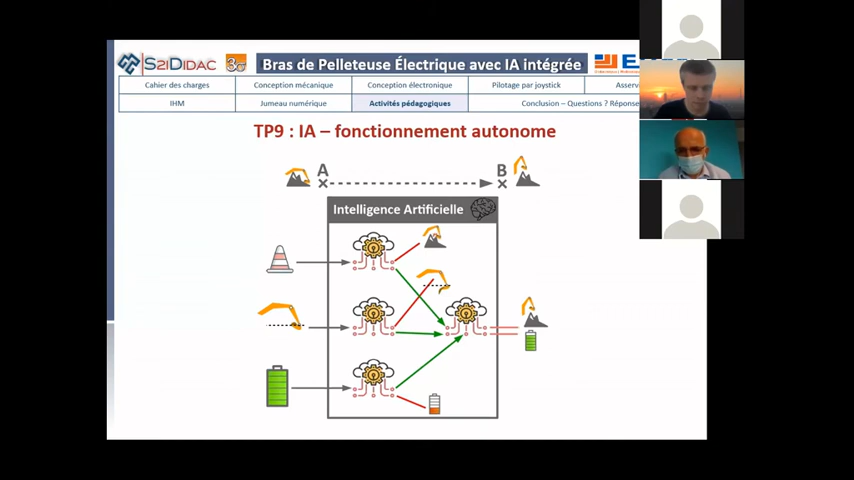 S2IDIDAC
Bras de Pelleteuse Électrique avec IA intégrée
Cahier des charges
Conception mécanique
Conception électronique
Pilotage par joystick
IHM
Jumeau numérique
Activités pédagogiques
Conclusion – Questions ? Réponse
TP9 : IA – fonctionnement autonome
A
B
Intelligence Artificielle